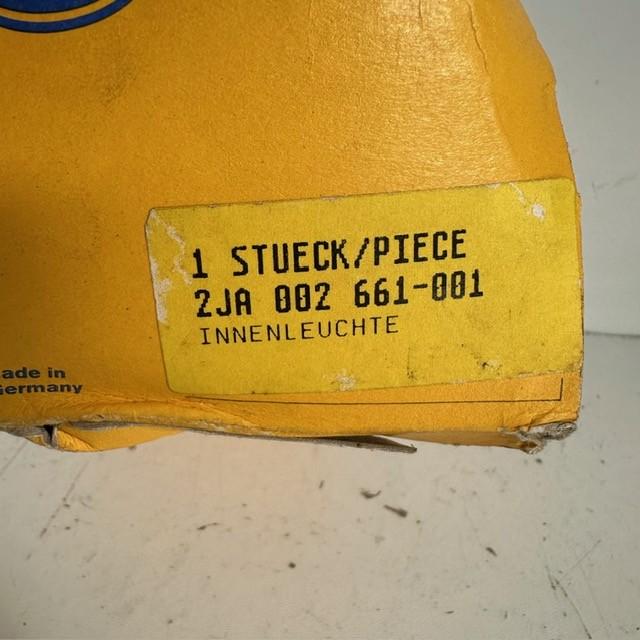 1 STUECK/PIECE
2JA 002 661-001
INNENLEUCHTE
ade in
Germany